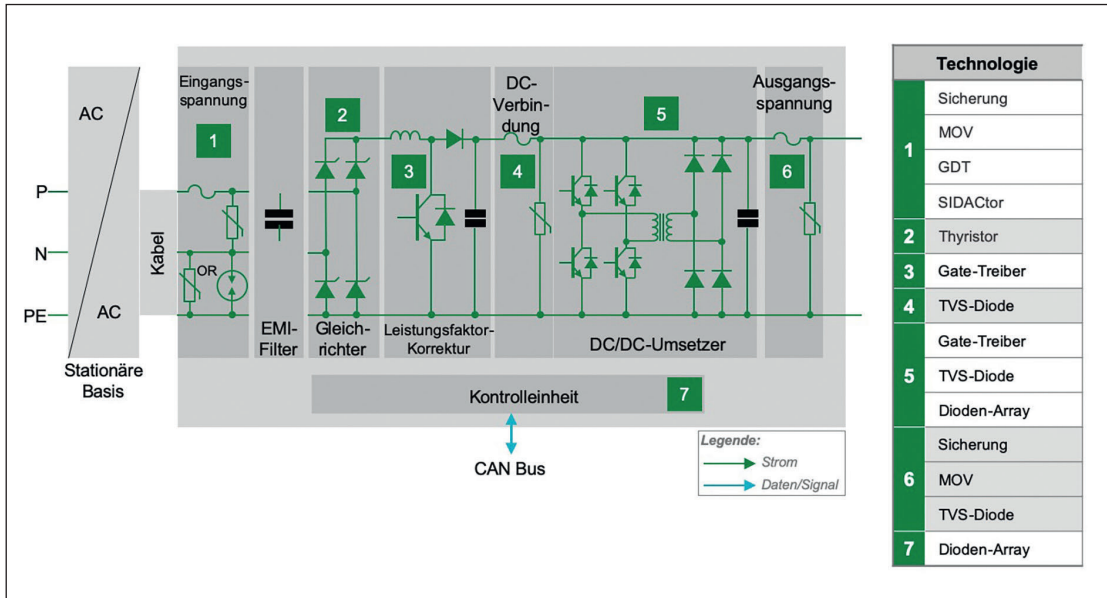 Eingangs-
spannung
1
AC
AC
P
N
PE
Kabel
Stationäre
Basis
OR
EMI-
Filter
2
Gleich-
richter
3
Leistungsfaktor-
Korrektur
DC-
Verbin-
dung
4
5
DC/DC-Umsetzer
Ausgangs-
spannung
6
Kontrolleinheit
7
CAN Bus
Legende:
Strom
Daten/Signal
Technologie
1
Sicherung
MOV
GDT
SIDACtor
2
Thyristor
3
Gate-Treiber
4
TVS-Diode
5
Gate-Treiber
TVS-Diode
Dioden-Array
6
Sicherung
MOV
TVS-Diode
7
Dioden-Array